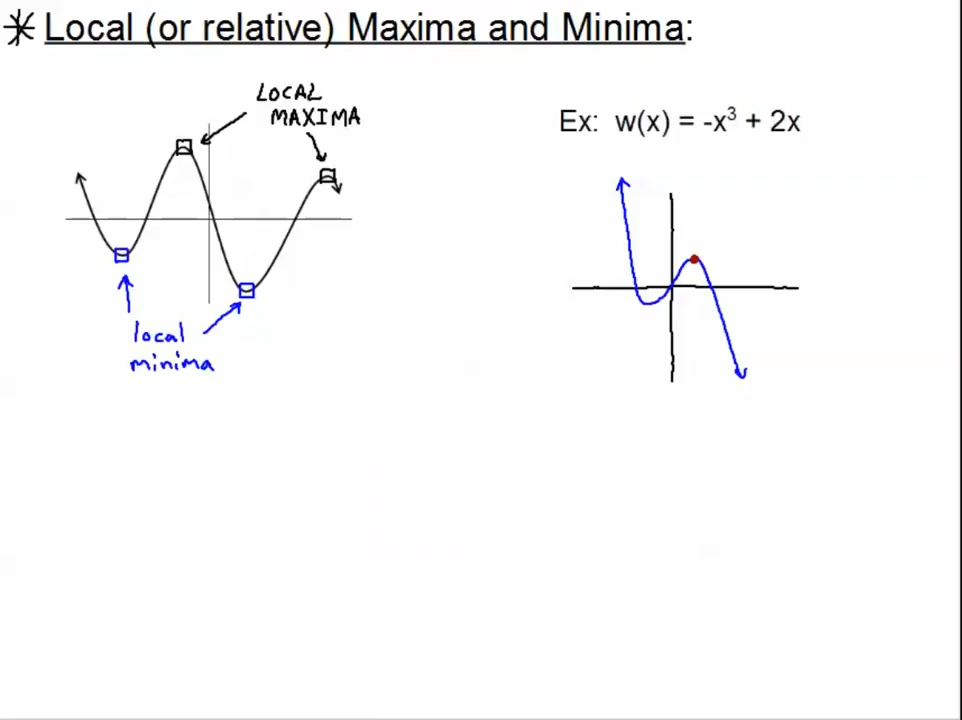 * Local (or relative) Maxima and Minima:
LOCAL
MAXIMA
Ex: w(x) = -x³ + 2x
local
minima